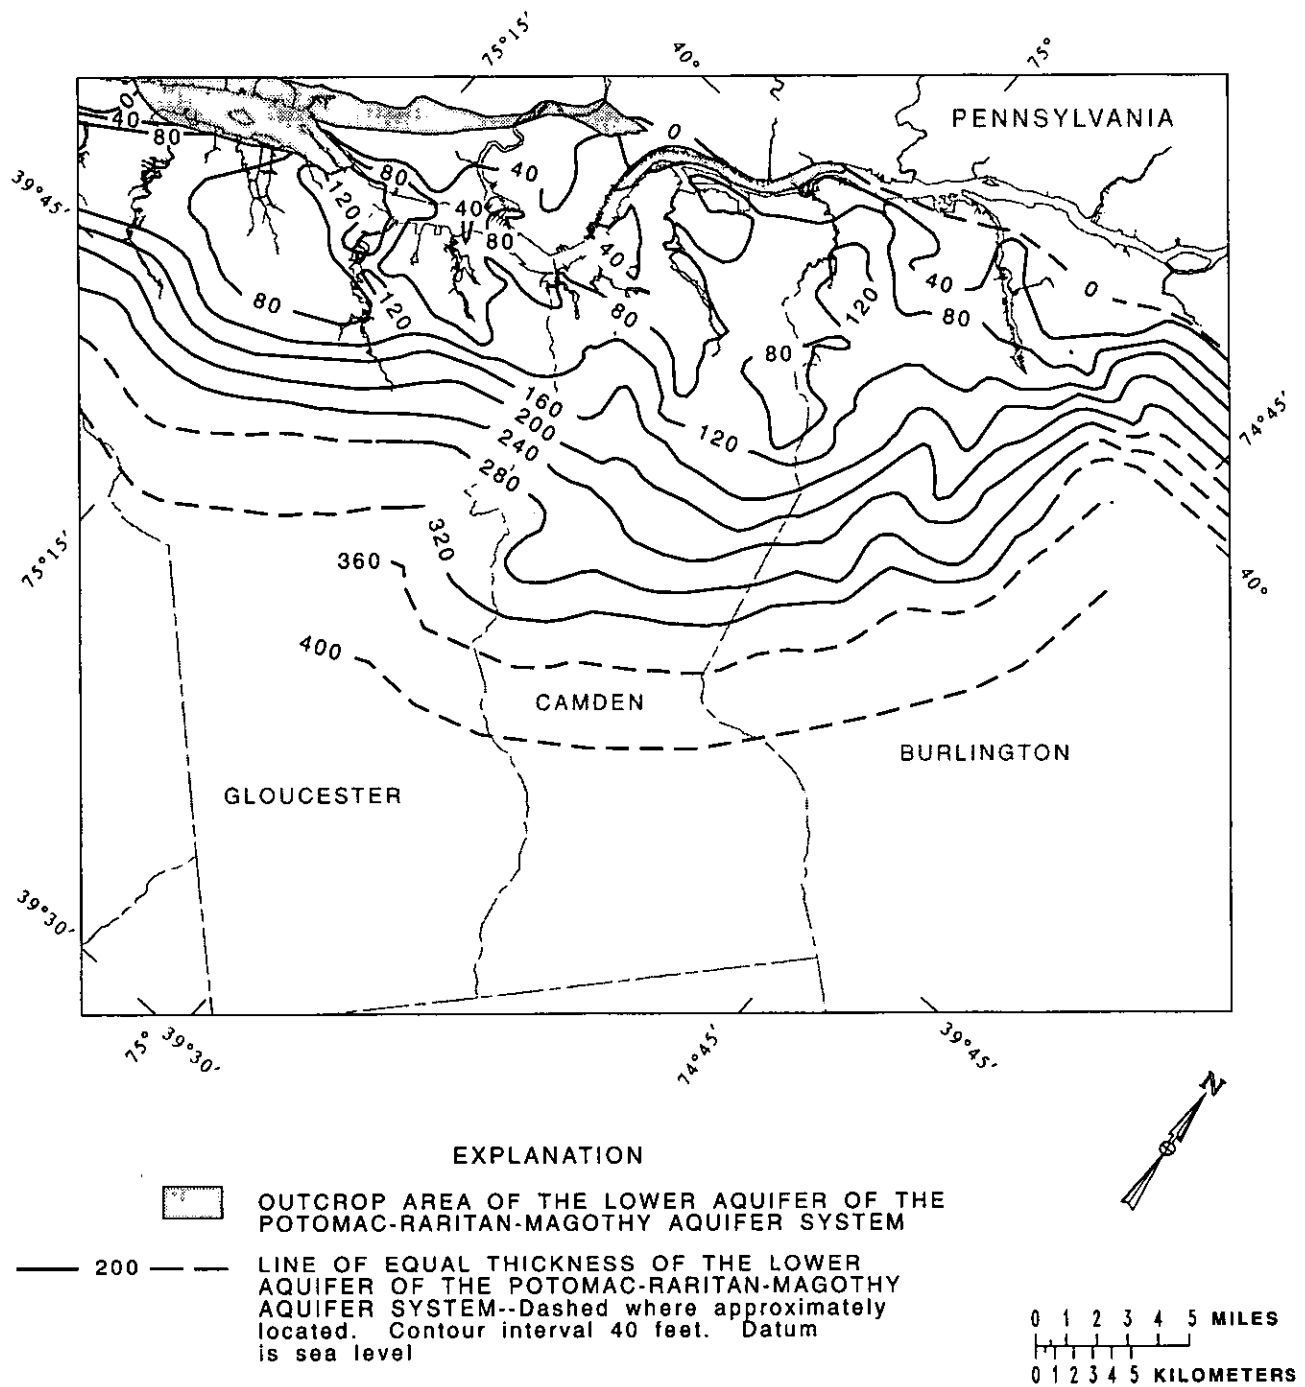 75°15'
40°
75°
PENNSYLVANIA
0
40
80
0
80
40
120
40
80
40
39°45'
80
120
80
120
40
80
0
80
160
200
240
280
120
74°45'
320
360
75°15'
40°
400
CAMDEN
BURLINGTON
GLOUCESTER
39°30'
75°
39°30'
74°45'
39°45'
N
EXPLANATION
OUTCROP AREA OF THE LOWER AQUIFER OF THE
POTOMAC-RARITAN-MAGOTHY AQUIFER SYSTEM
200
LINE OF EQUAL THICKNESS OF THE LOWER
AQUIFER OF THE POTOMAC-RARITAN-MAGOTHY
AQUIFER SYSTEM--Dashed where approximately
located. Contour interval 40 feet. Datum
is sea level
0 1 2 3 4 5 MILES
0 1 2 3 4 5 KILOMETERS